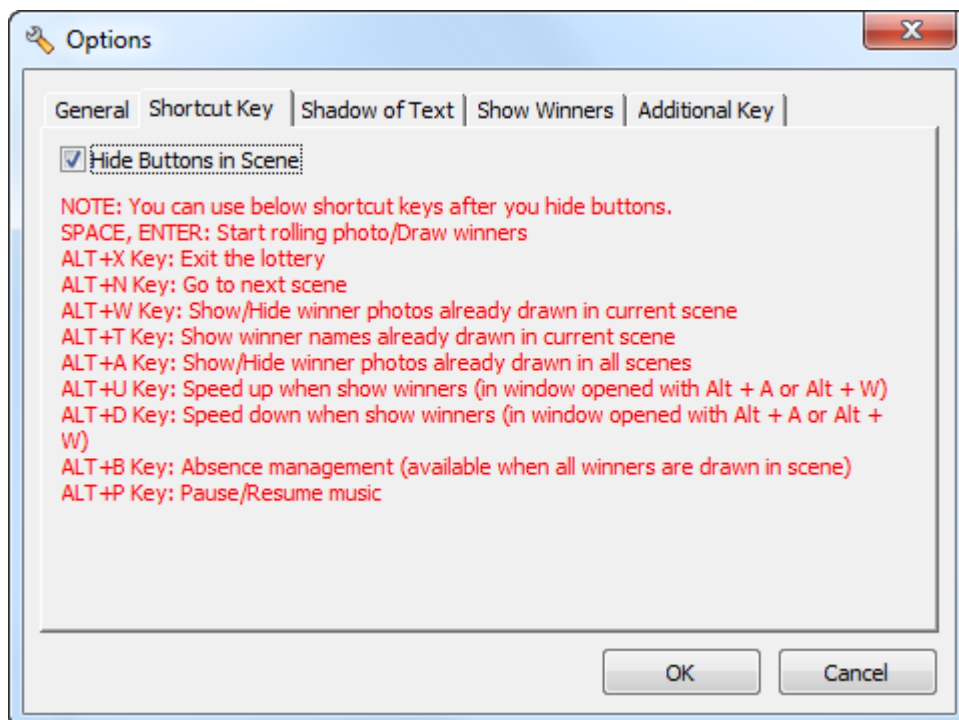 Options
General Shortcut Key Shadow of Text Show Winners Additional Key
Hide Buttons in Scene
NOTE: You can use below shortcut keys after you hide buttons.
SPACE, ENTER: Start rolling photo/Draw winners
ALT+X Key: Exit the lottery
ALT+N Key: Go to next scene
ALT+W Key: Show/Hide winner photos already drawn in current scene
ALT+T Key: Show winner names already drawn in current scene
ALT+A Key: Show/Hide winner photos already drawn in all scenes
ALT+U Key: Speed up when show winners (in window opened with Alt + A or Alt + W)
ALT+D Key: Speed down when show winners (in window opened with Alt + A or Alt +
W)
ALT+B Key: Absence management (available when all winners are drawn in scene)
ALT+P Key: Pause/Resume music
OK Cancel